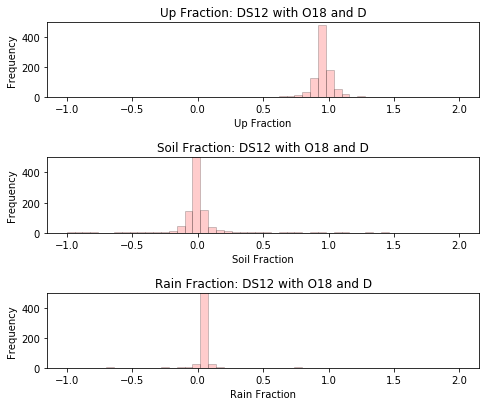 Up Fraction: DS12 with O18 and D
400
200
0
Frequency
-1.0 -0.5 0.0 0.5 1.0 1.5 2.0
Up Fraction
Soil Fraction: DS12 with O18 and D
400
200
0
Frequency
-1.0 -0.5 0.0 0.5 1.0 1.5 2.0
Soil Fraction
Rain Fraction: DS12 with O18 and D
400
200
0
Frequency
-1.0 -0.5 0.0 0.5 1.0 1.5 2.0
Rain Fraction